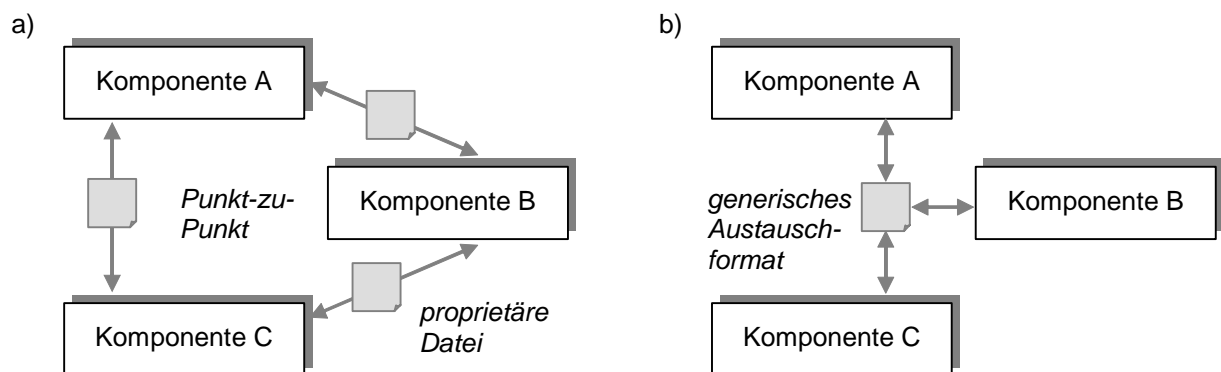 a)
Komponente A
Punkt-zu-
Punkt
Komponente B
Komponente C
proprietäre
Datei
b)
Komponente A
generisches
Austausch-
format
Komponente B
Komponente C